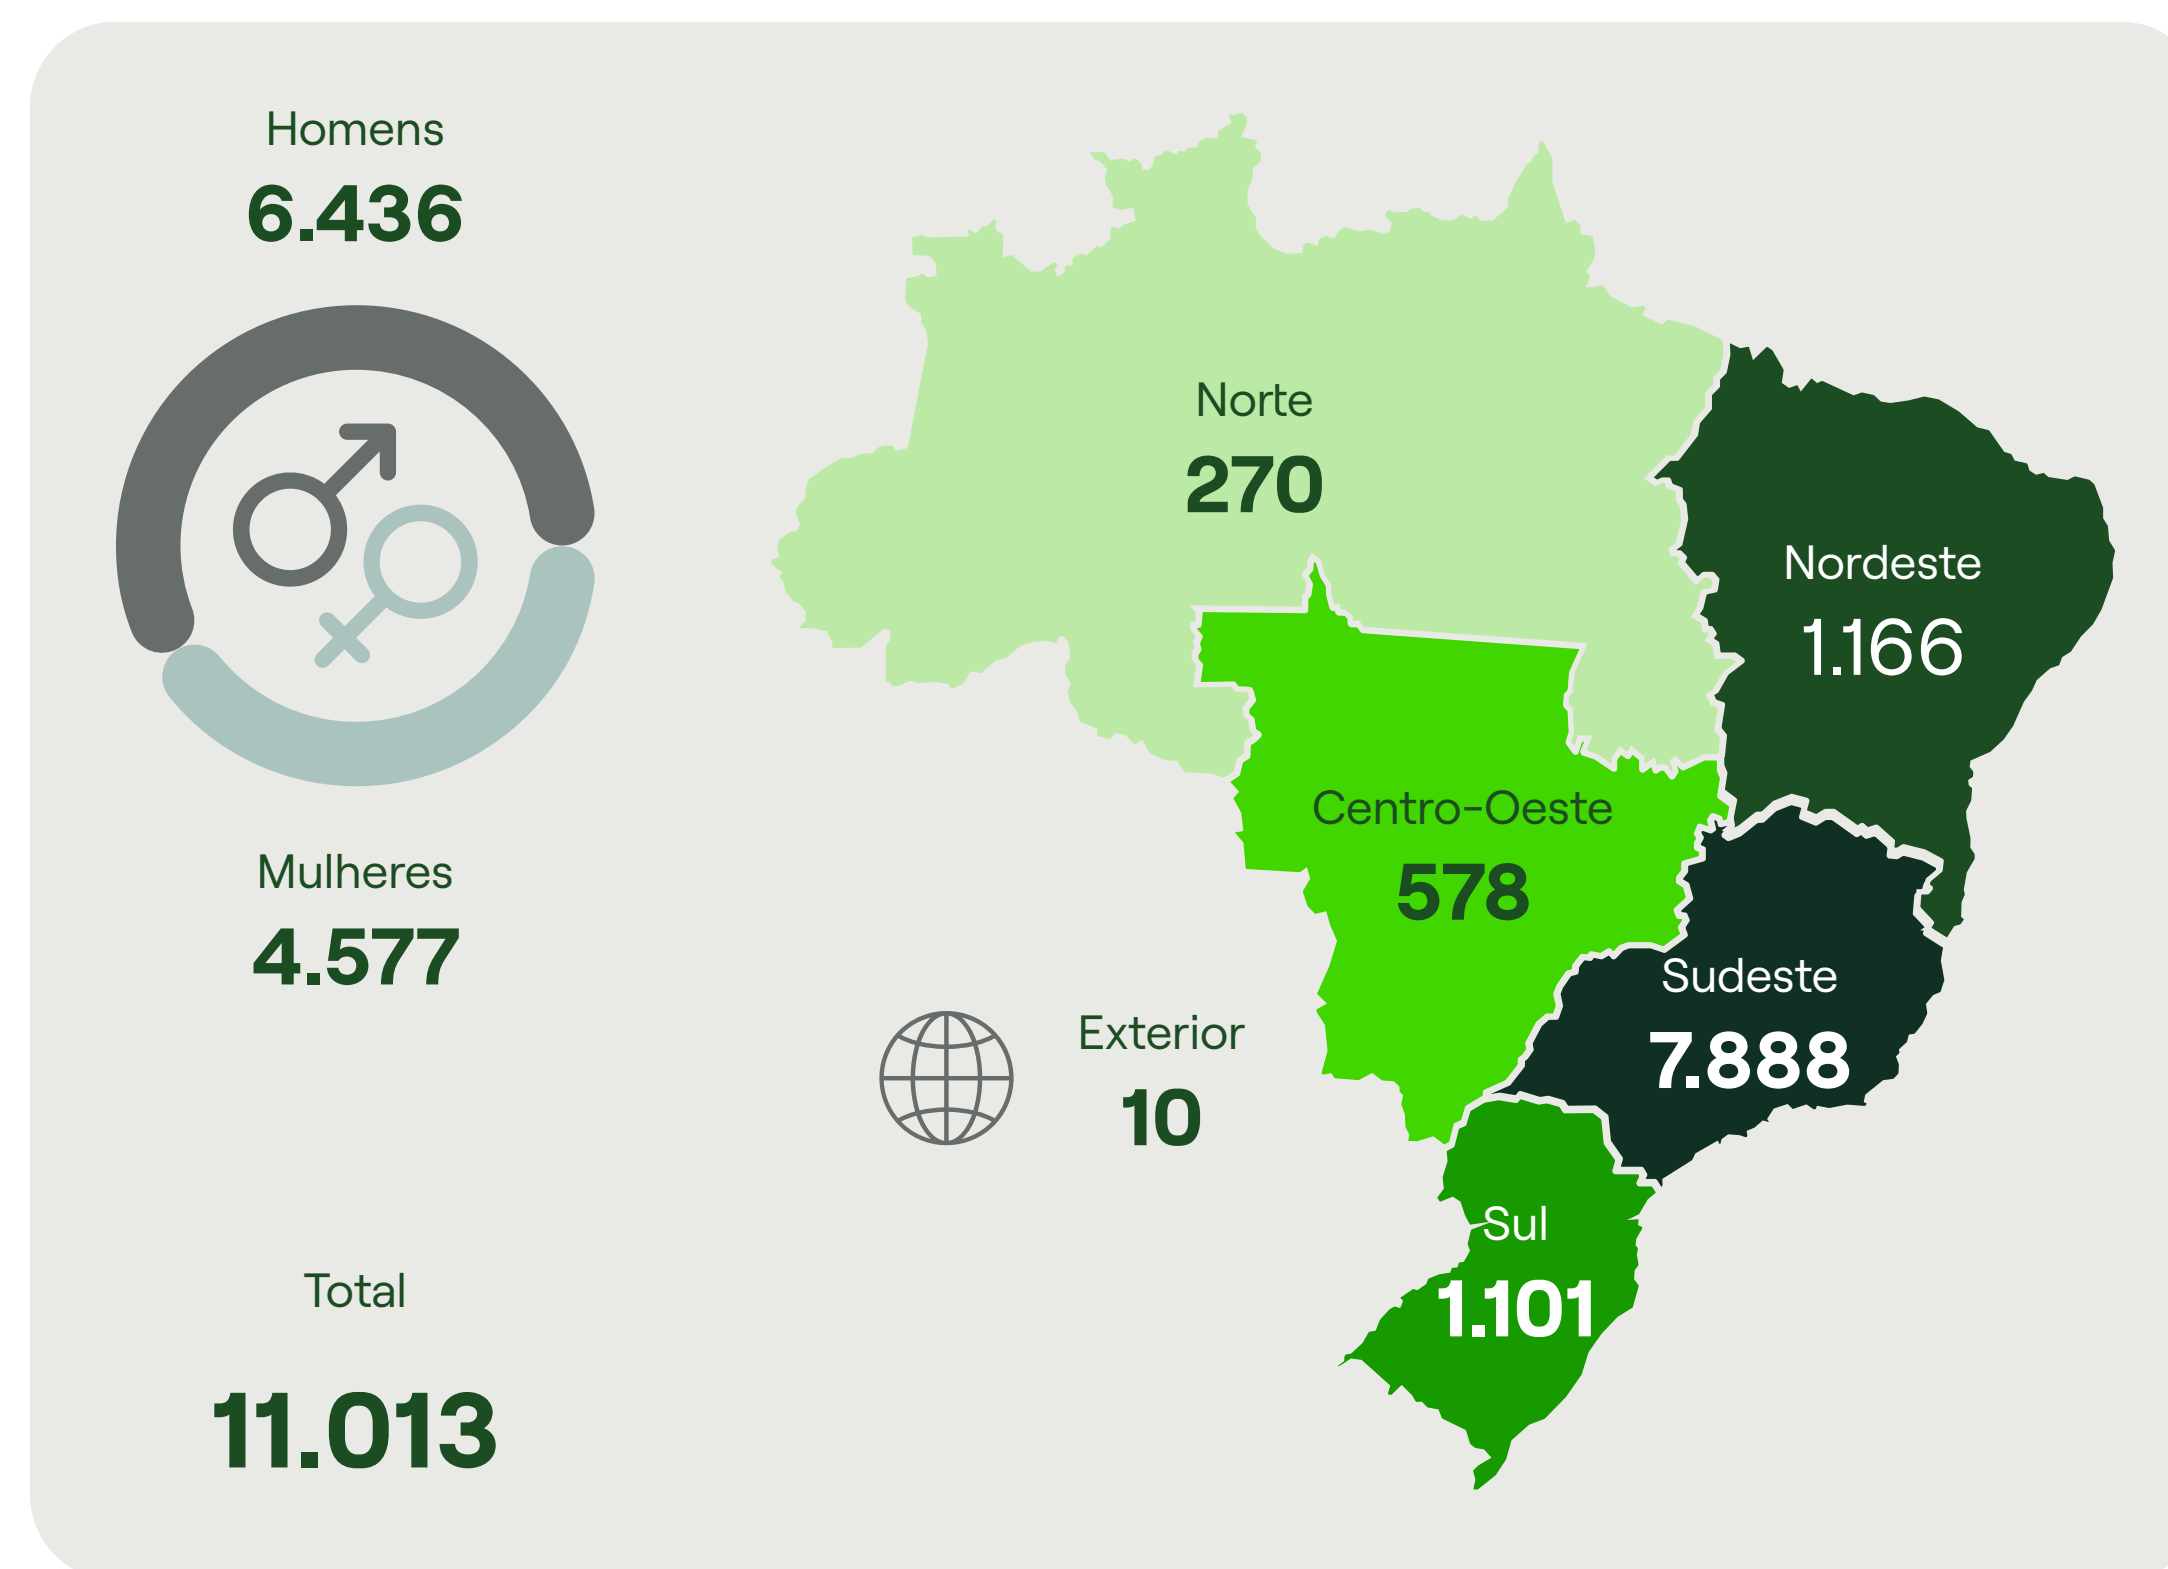 Homens
6.436
Mulheres
4.577
Total
11.013
Norte
270
Nordeste
1.166
Centro-Oeste
578
Sudeste
7.888
Exterior
10
Sul
1.101